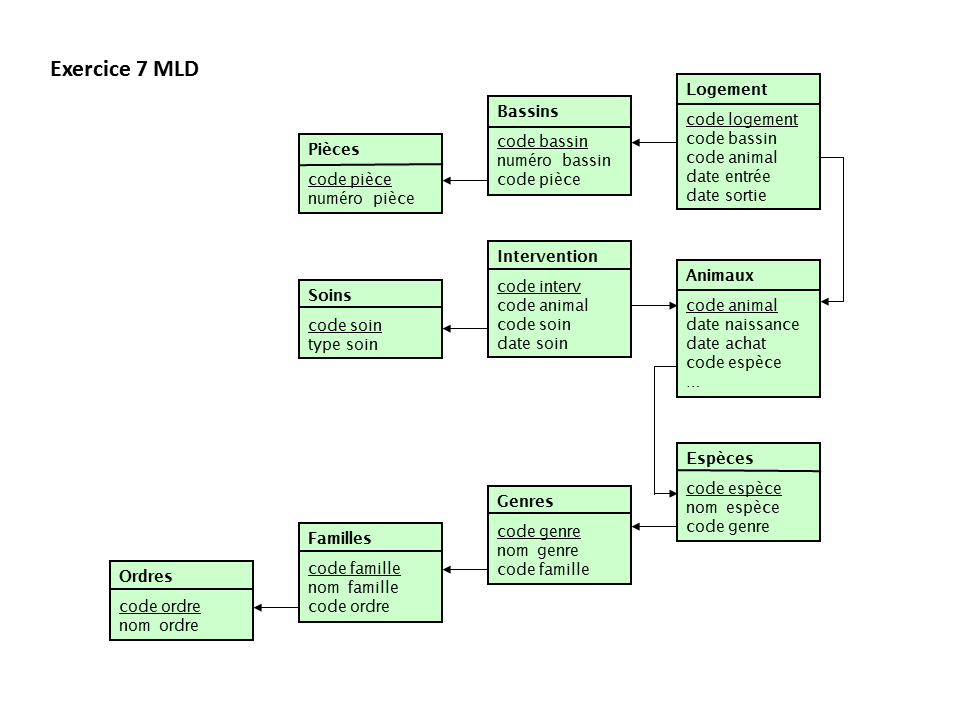 Exercice 7 MLD
Logement
code logement
code bassin
code animal
date entrée
date sortie
Bassins
code bassin
numéro bassin
code pièce
Pièces
code pièce
numéro pièce
Intervention
code interv
code animal
code soin
date soin
Animaux
code animal
date naissance
date achat
code espèce
...
Soins
code soin
type soin
Espèces
code espèce
nom espèce
code genre
Genres
code genre
nom genre
code famille
Familles
code famille
nom famille
code ordre
Ordres
code ordre
nom ordre